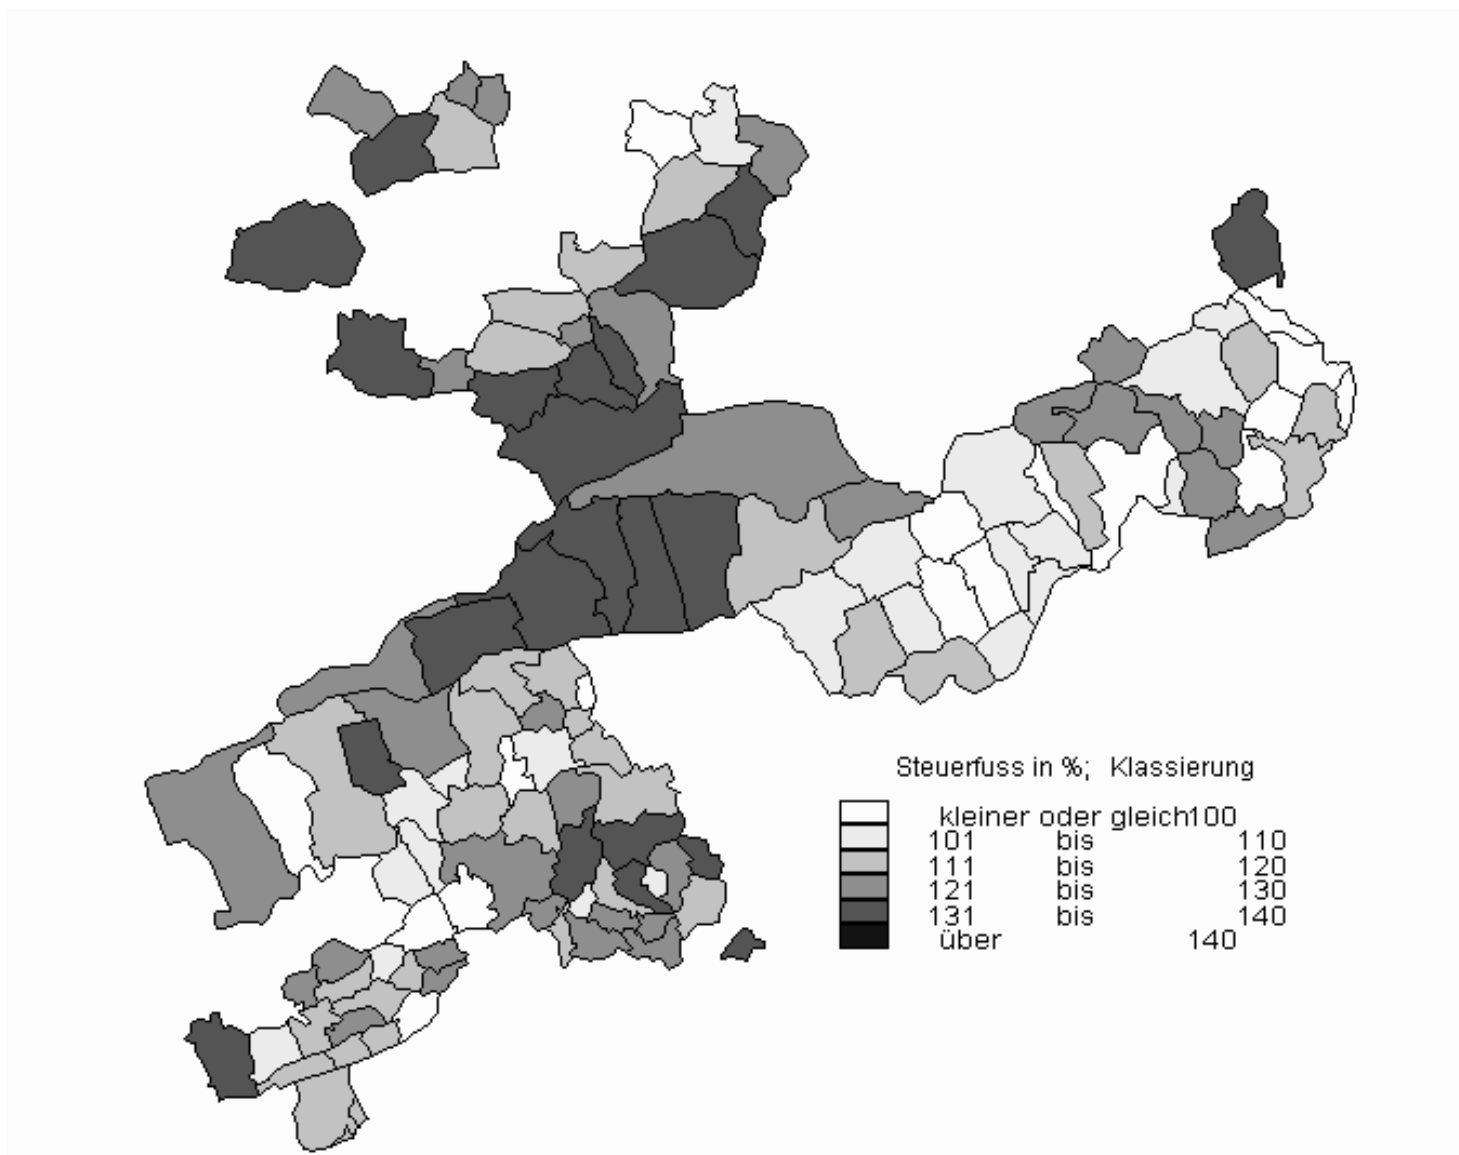 Steuerfuss in %; Klassierung
kleiner oder gleich100
101 bis 110
111 bis 120
121 bis 130
131 bis 140
über 140